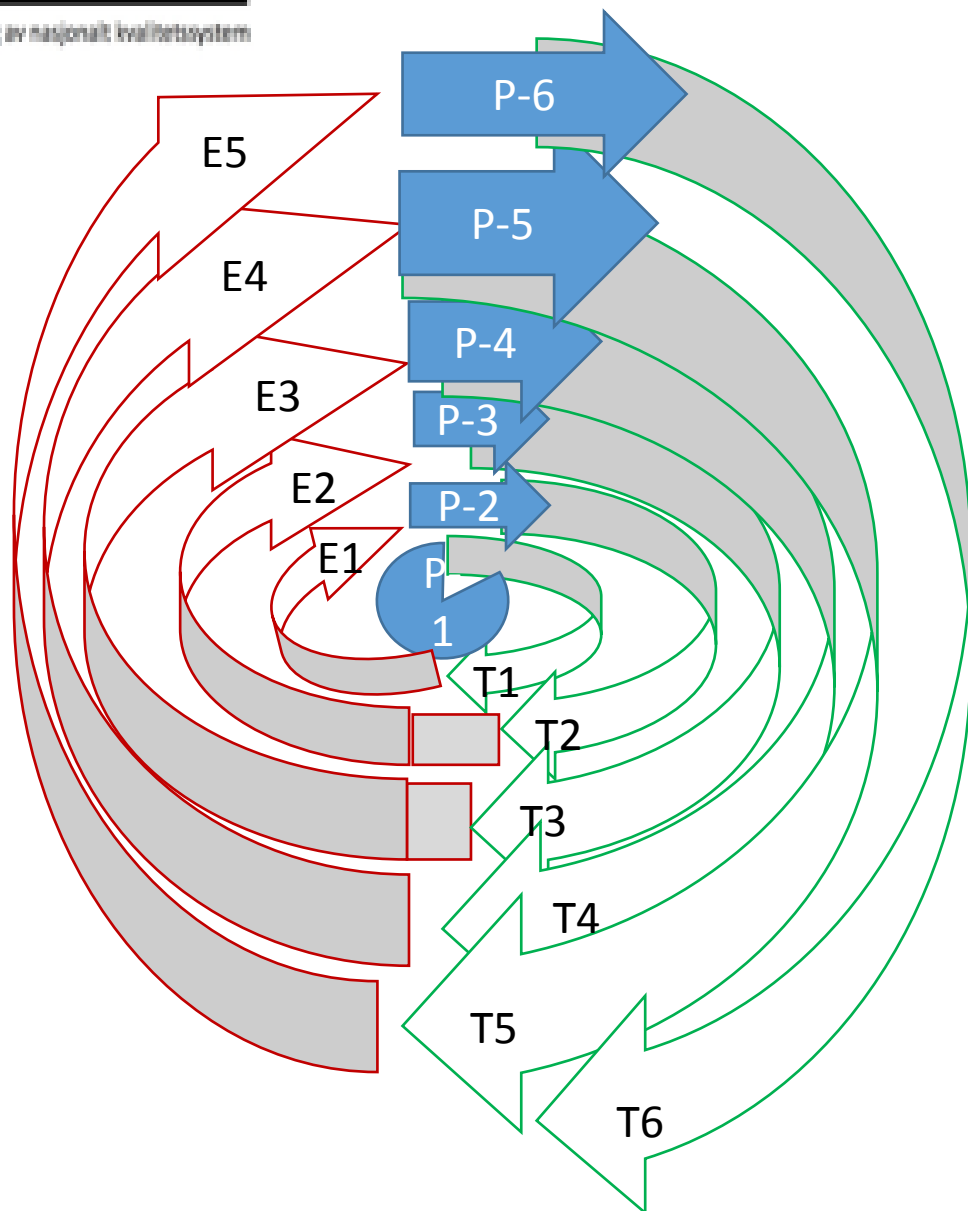 av nasjonalt kvalitetssystem
P-6
E5
P-5
E4
P-4
E3
P-3
E2
P-2
E1
P
1
T1
T2
T3
T4
T5
T6